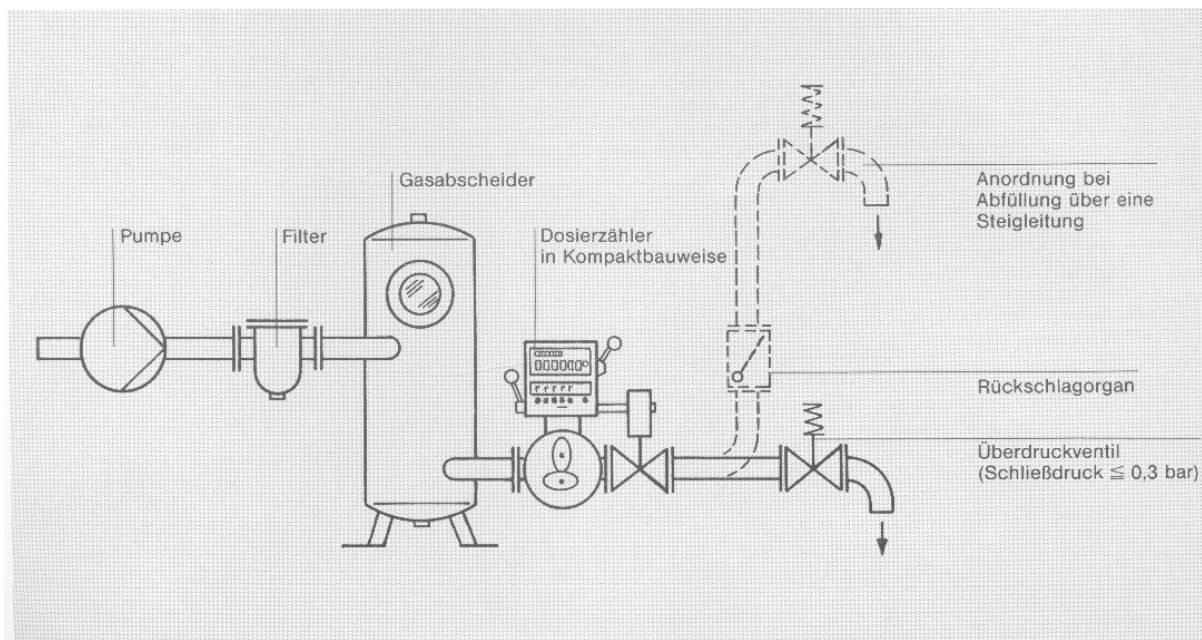 Pumpe
Filter
Gasabscheider
Dosierzähler
in Kompaktbauweise
Anordnung bei
Abfüllung über eine
Steigleitung
Rückschlagorgan
Überdruckventil
(Schließdruck ≦ 0,3 bar)